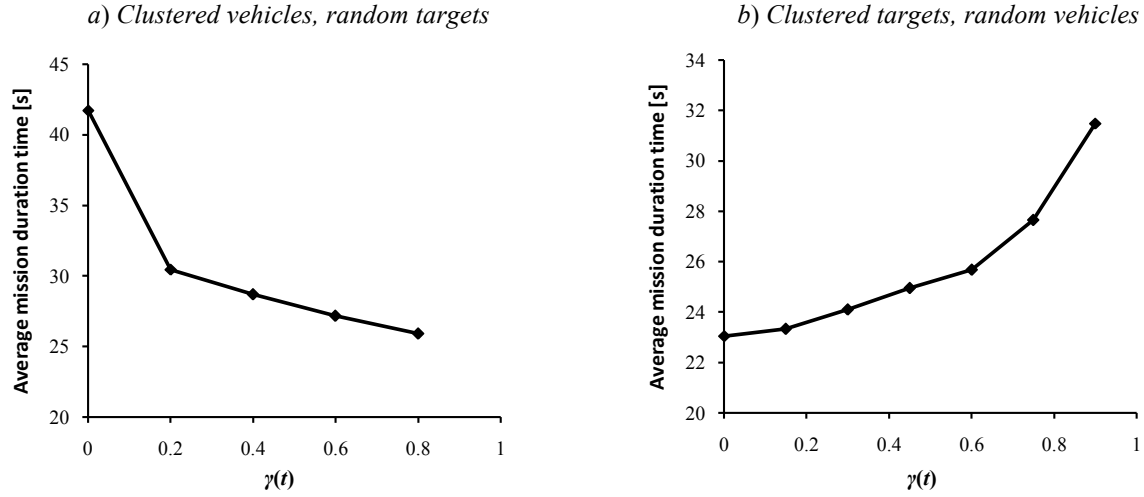 a) Clustered vehicles, random targets
Average mission duration time [s]
45
40
35
30
25
20
0 0.2 0.4 0.6 0.8 1
γ(t)
b) Clustered targets, random vehicles
Average mission duration time [s]
34
32
30
28
26
24
22
20
0 0.2 0.4 0.6 0.8 1
γ(t)